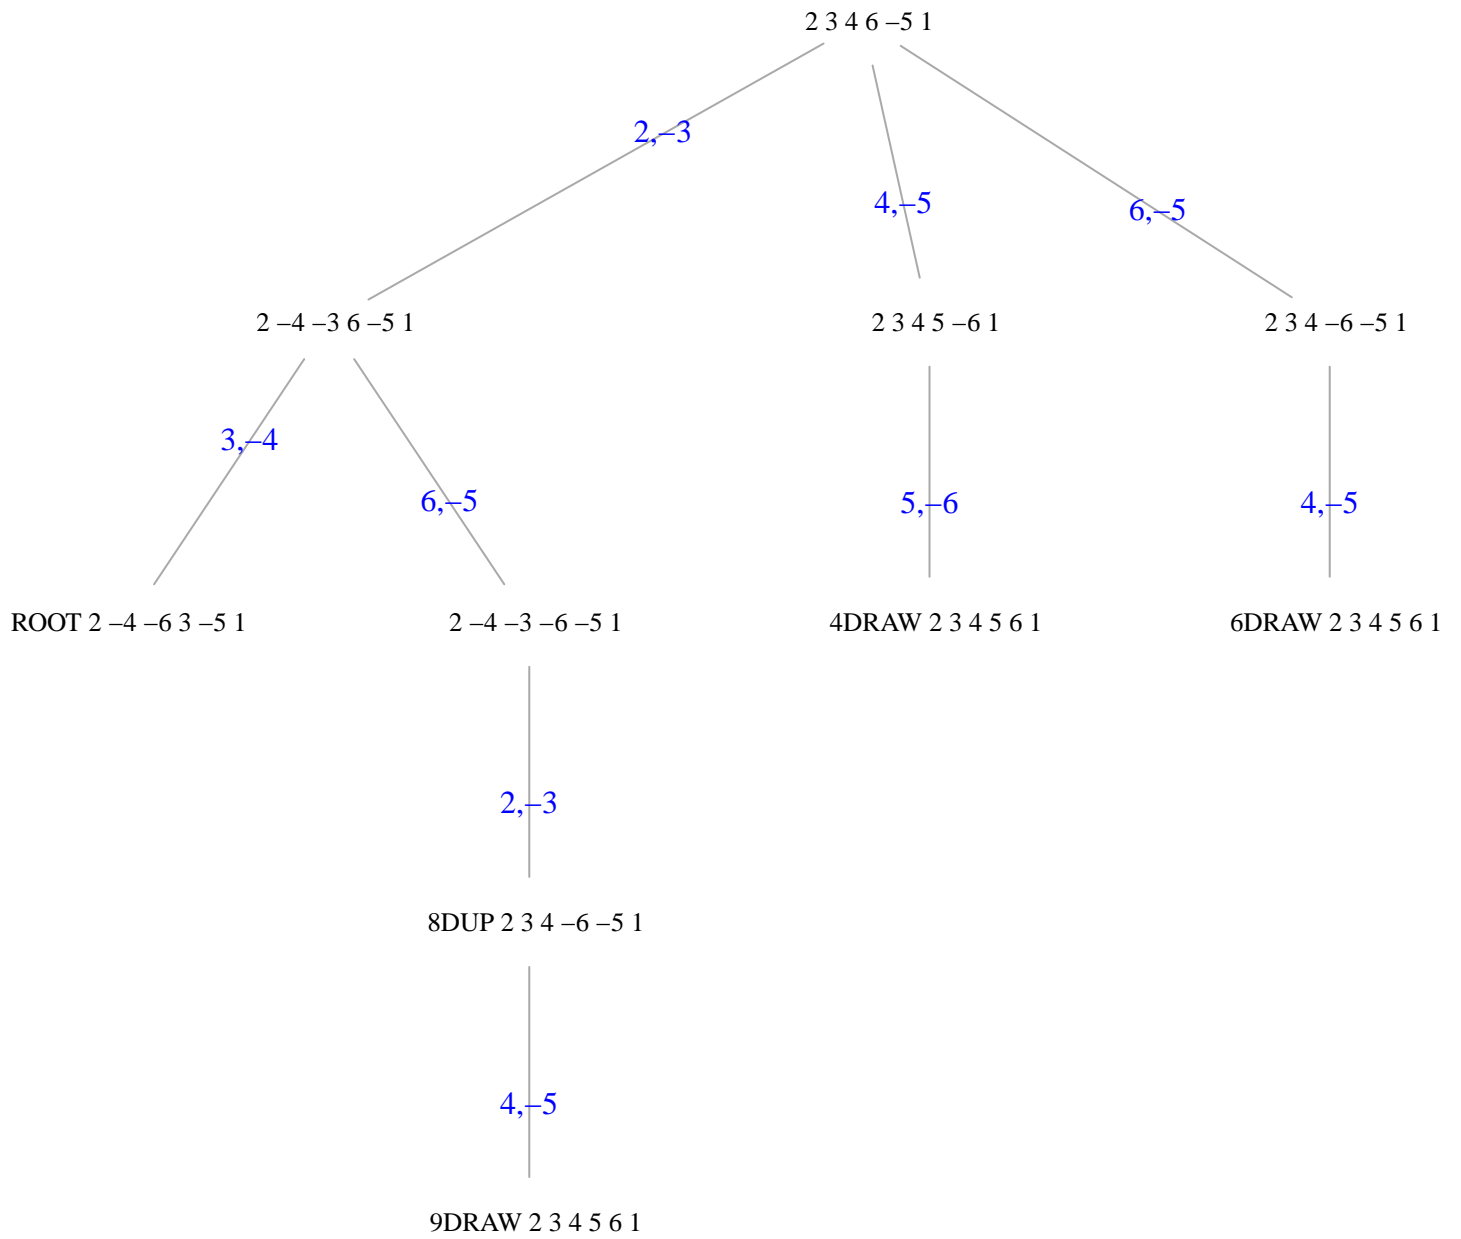 2 3 4 6 –5 1
2,–3
4,–5
6,–5
2 –4 –3 6 –5 1
2 3 4 5 –6 1
2 3 4 –6 –5 1
3,–4
6,–5
5,–6
4,–5
ROOT 2 –4 –6 3 –5 1
2 –4 –3 –6 –5 1
4DRAW 2 3 4 5 6 1
6DRAW 2 3 4 5 6 1
2,–3
8DUP 2 3 4 –6 –5 1
4,–5
9DRAW 2 3 4 5 6 1